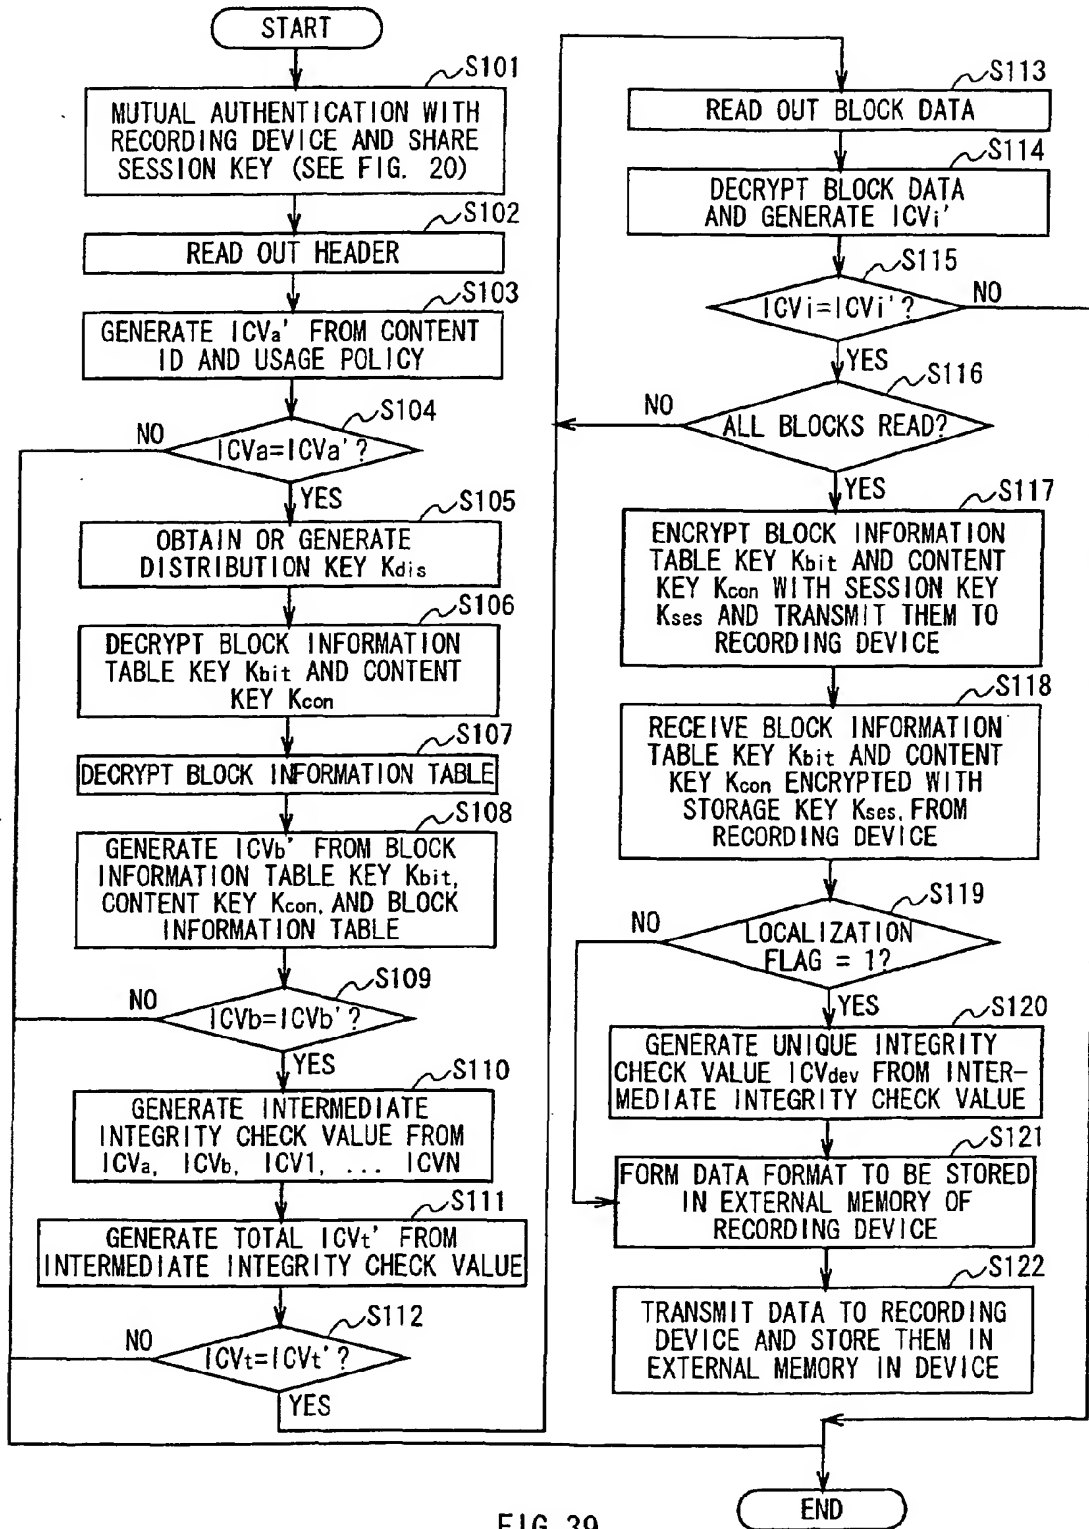 START
S101
MUTUAL AUTHENTICATION WITH
RECORDING DEVICE AND SHARE
SESSION KEY (SEE FIG. 20)
S102
READ OUT HEADER
S103
GENERATE ICVa' FROM CONTENT
ID AND USAGE POLICY
S104
NO
ICVa=ICVa'?
YES
S105
OBTAIN OR GENERATE
DISTRIBUTION KEY Kdis
S106
DECRYPT BLOCK INFORMATION
TABLE KEY Kbit AND CONTENT
KEY Kcon
S107
DECRYPT BLOCK INFORMATION TABLE
S108
GENERATE ICVb' FROM BLOCK
INFORMATION TABLE KEY Kbit,
CONTENT KEY Kcon, AND BLOCK
INFORMATION TABLE
S109
NO
ICVb=ICVb'?
YES
S110
GENERATE INTERMEDIATE
INTEGRITY CHECK VALUE FROM
ICVa, ICVb, ICV1, ... ICVN
S111
GENERATE TOTAL ICVt' FROM
INTERMEDIATE INTEGRITY CHECK VALUE
S112
NO
ICVt=ICVt'?
YES
S113
READ OUT BLOCK DATA
S114
DECRYPT BLOCK DATA
AND GENERATE ICVi'
S115
ICVi=ICVi'?
NO
YES
S116
NO
ALL BLOCKS READ?
YES
S117
ENCRYPT BLOCK INFORMATION
TABLE KEY Kbit AND CONTENT
KEY Kcon WITH SESSION KEY
Kses AND TRANSMIT THEM TO
RECORDING DEVICE
S118
RECEIVE BLOCK INFORMATION
TABLE KEY Kbit AND CONTENT
KEY Kcon ENCRYPTED WITH
STORAGE KEY Kses, FROM
RECORDING DEVICE
S119
NO
LOCALIZATION
FLAG = 1?
YES
S120
GENERATE UNIQUE INTEGRITY
CHECK VALUE ICVdev FROM INTER-
MEDIATE INTEGRITY CHECK VALUE
S121
FORM DATA FORMAT TO BE STORED
IN EXTERNAL MEMORY OF
RECORDING DEVICE
S122
TRANSMIT DATA TO RECORDING
DEVICE AND STORE THEM IN
EXTERNAL MEMORY IN DEVICE
END
FIG. 39